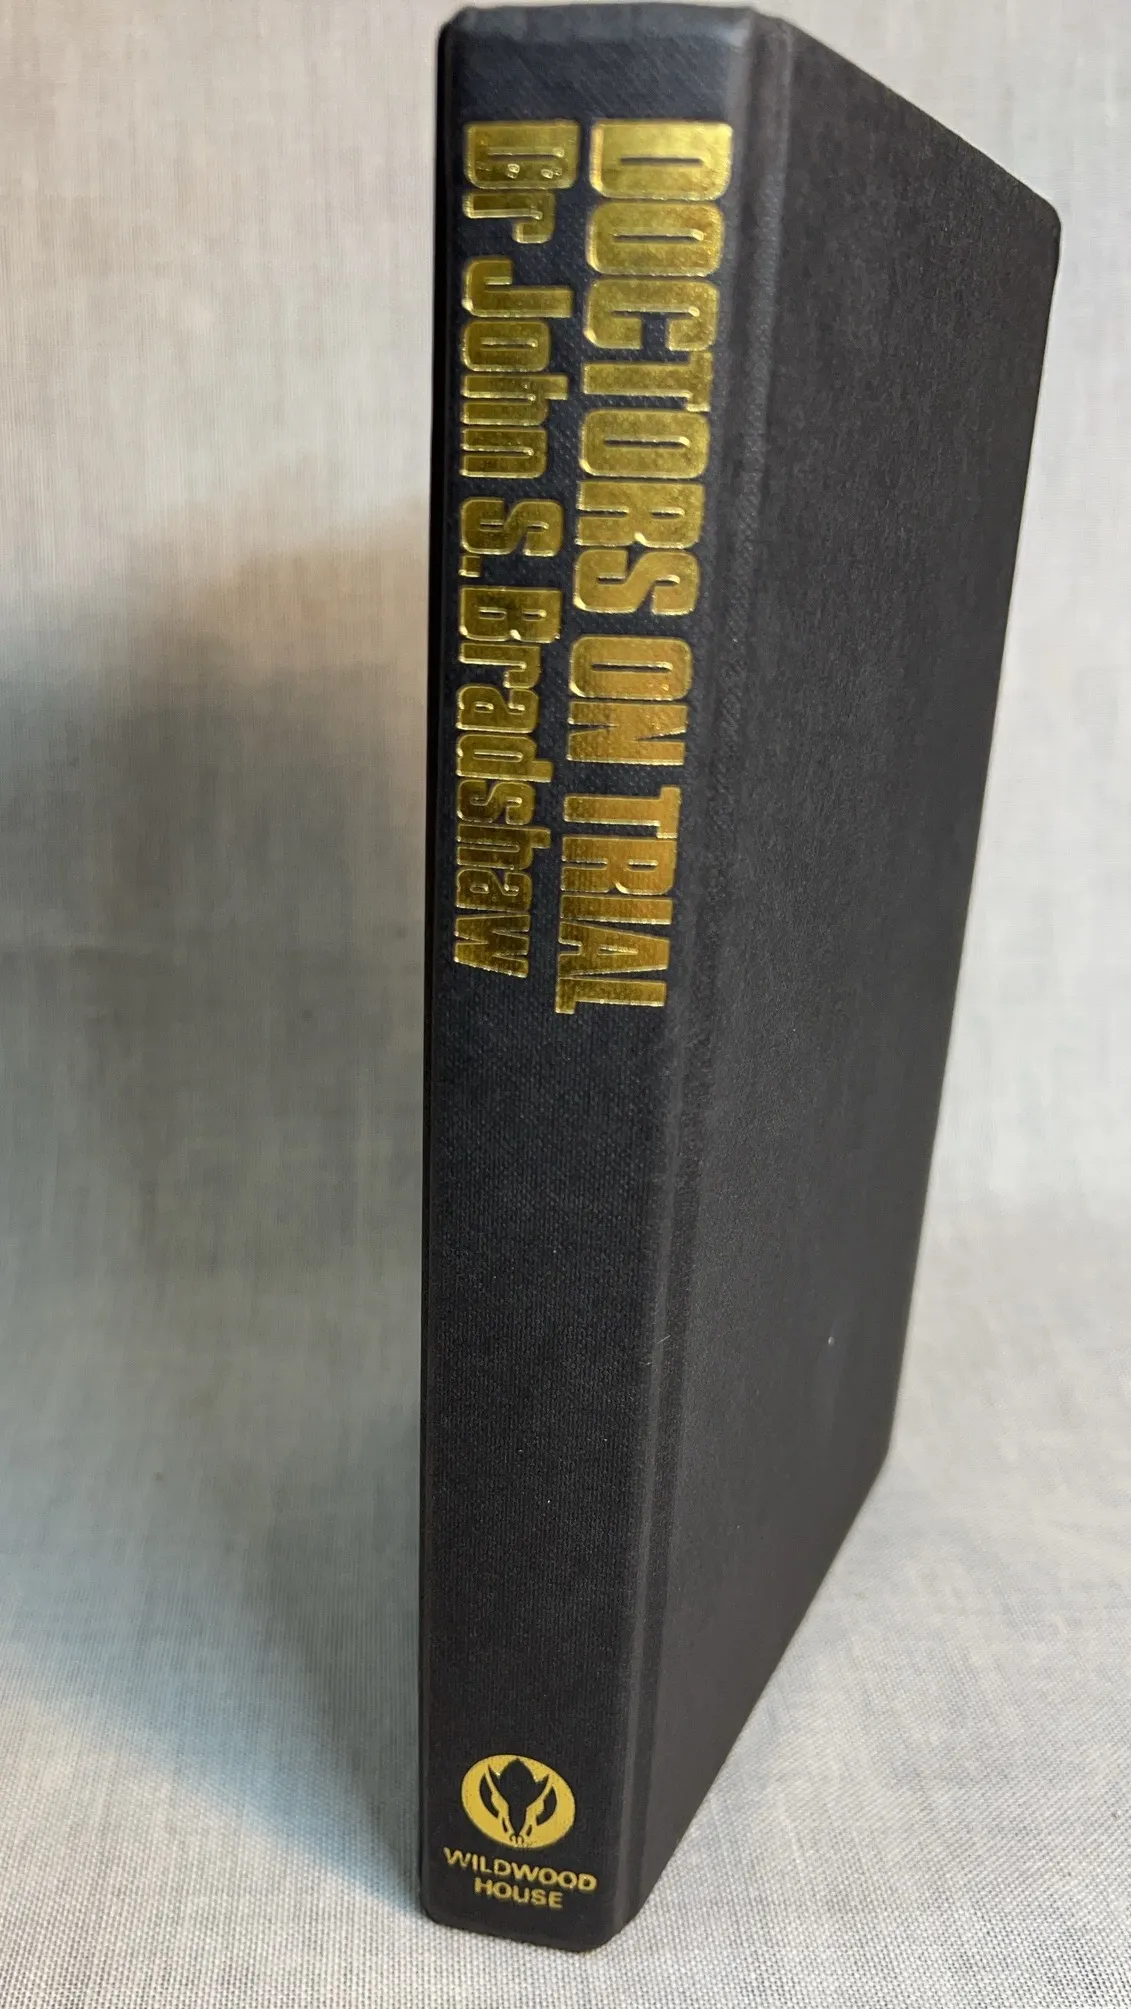 DOCTORS ON TRIAL
Dr John S. Bradshaw
WILDWOOD
HOUSE